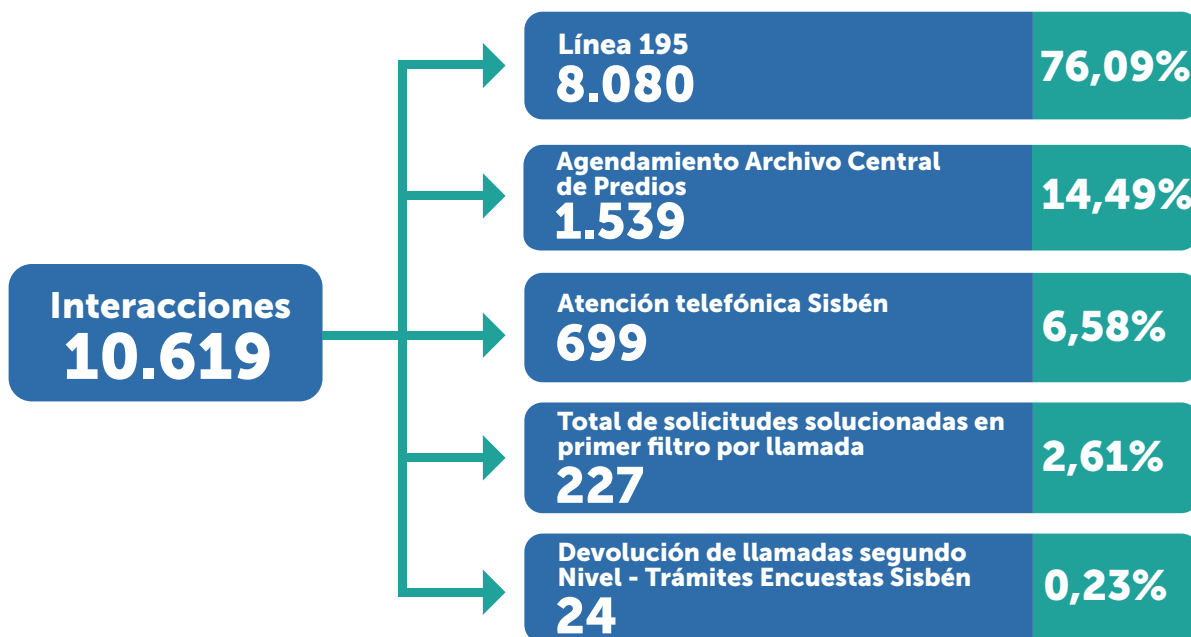 Interacciones
10.619
Línea 195
8.080
76,09%
Agendamiento Archivo Central
de Predios
1.539
14,49%
Atención telefónica Sisbén
699
6,58%
Total de solicitudes solucionadas en
primer filtro por llamada
227
2,61%
Devolución de llamadas segundo
Nivel - Trámites Encuestas Sisbén
24
0,23%